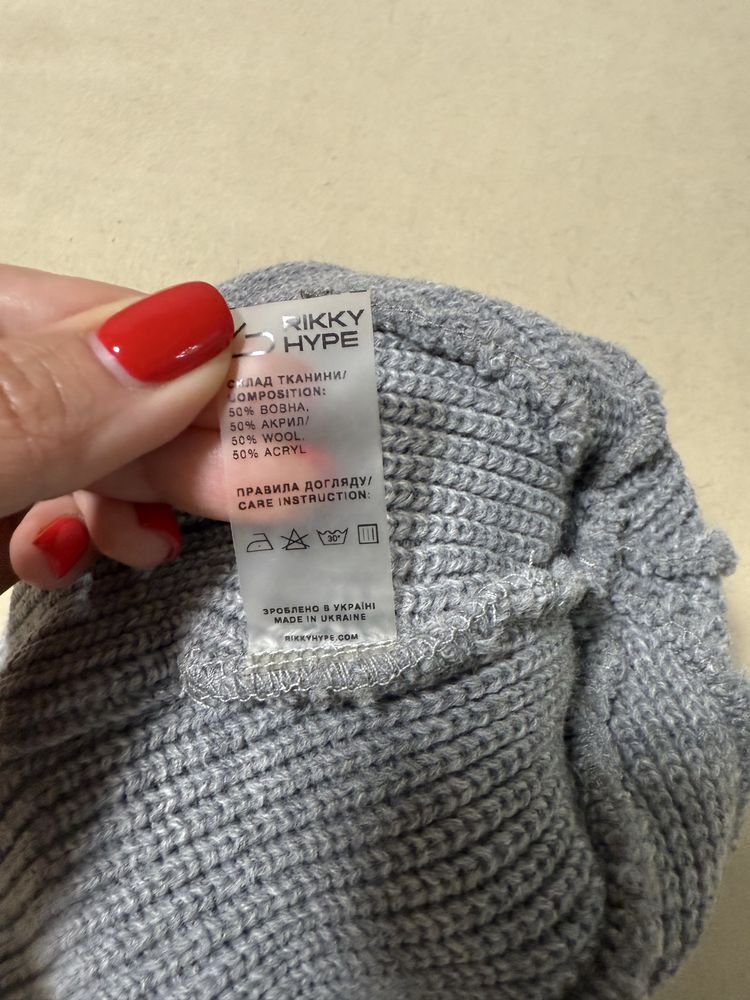 RIKKY
HYPE
СКЛАД ТКАНИНИ/
COMPOSITION:
50% ВОВНА,
50% АКРИЛ/
50% WOOL,
50% ACRYL
ПРАВИЛА ДОГЛЯДУ/
CARE INSTRUCTION:
30°
ЗРОБЛЕНО В УКРАЇНІ
MADE IN UKRAINE
RIKKYHYPE.COM